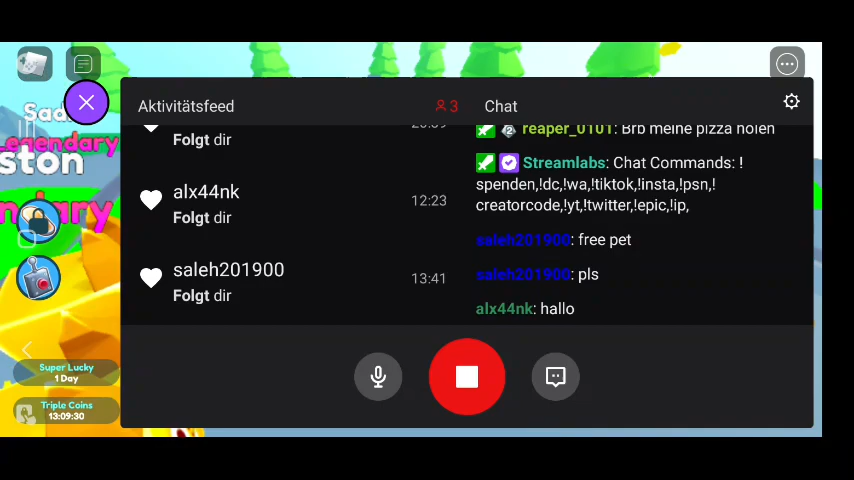 Aktivitätsfeed
3
Chat
Folgt dir
alx44nk
12:23
Folgt dir
saleh201900
13:41
Folgt dir
reaper_0101: Brb meine pizza holen
Streamlabs: Chat Commands: !
spenden,!dc,!wa,!tiktok,!insta,!psn,!
creatorcode,!yt,!twitter,!epic,!ip,
saleh201900: free pet
saleh201900: pls
alx44nk: hallo
Super Lucky
1 Day
Triple Coins
13:09:30